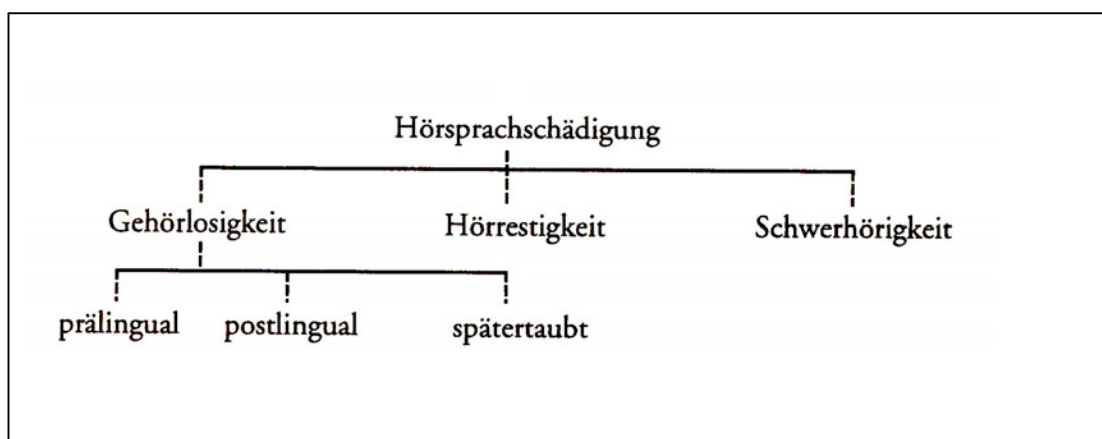 Hörsprachschädigung
Gehörlosigkeit Hörrestigkeit Schwerhörigkeit
prälingual postlingual spätertaubt